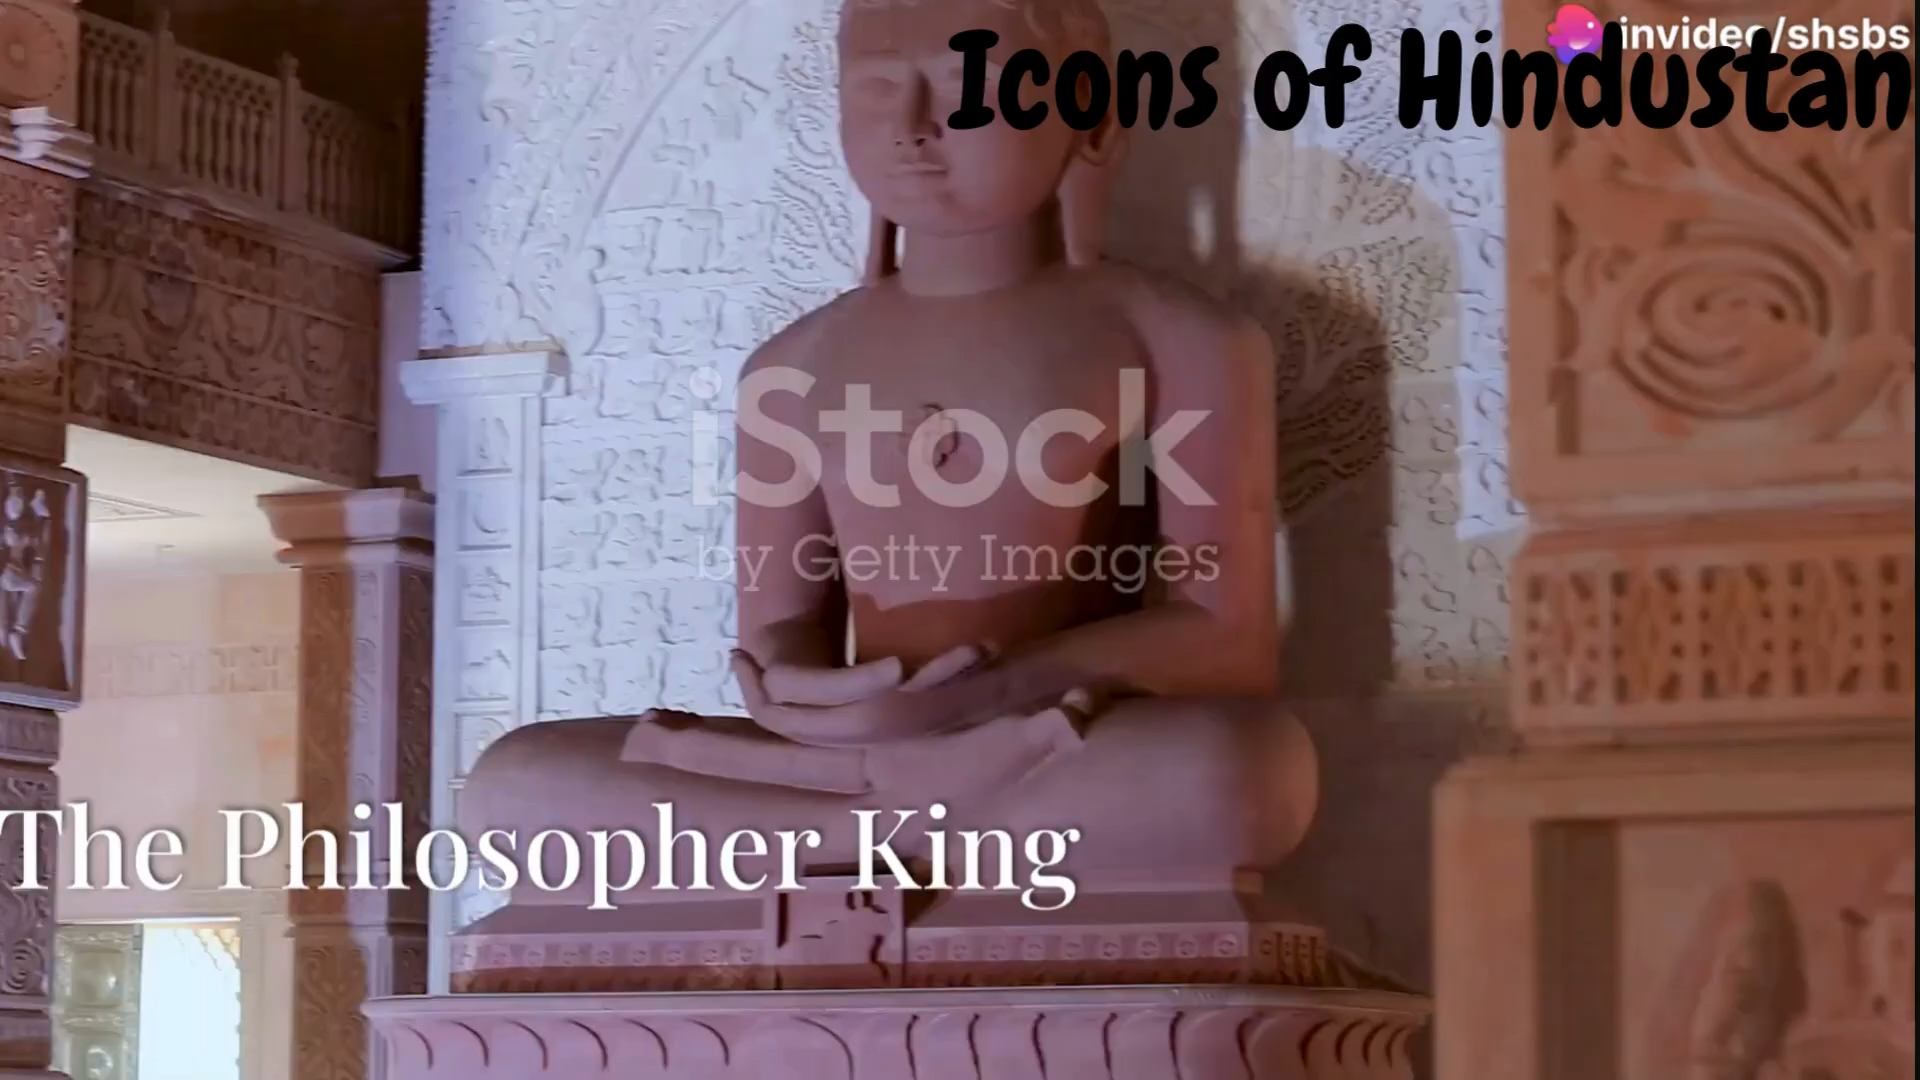 invideo/shsbs
Icons of Hindustan
iStock
by Getty Images
The Philosopher King